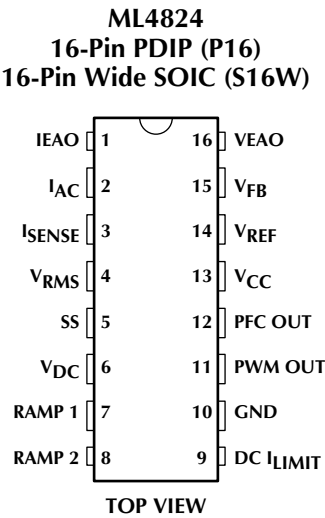 ML4824
16-Pin PDIP (P16)
16-Pin Wide SOIC (S16W)
IEAO 1 16 VEAO
IAC 2 15 VFB
ISENSE 3 14 VREF
VRMS 4 13 VCC
SS 5 12 PFC OUT
VDC 6 11 PWM OUT
RAMP 1 7 10 GND
RAMP 2 8 9 DC ILIMIT
TOP VIEW